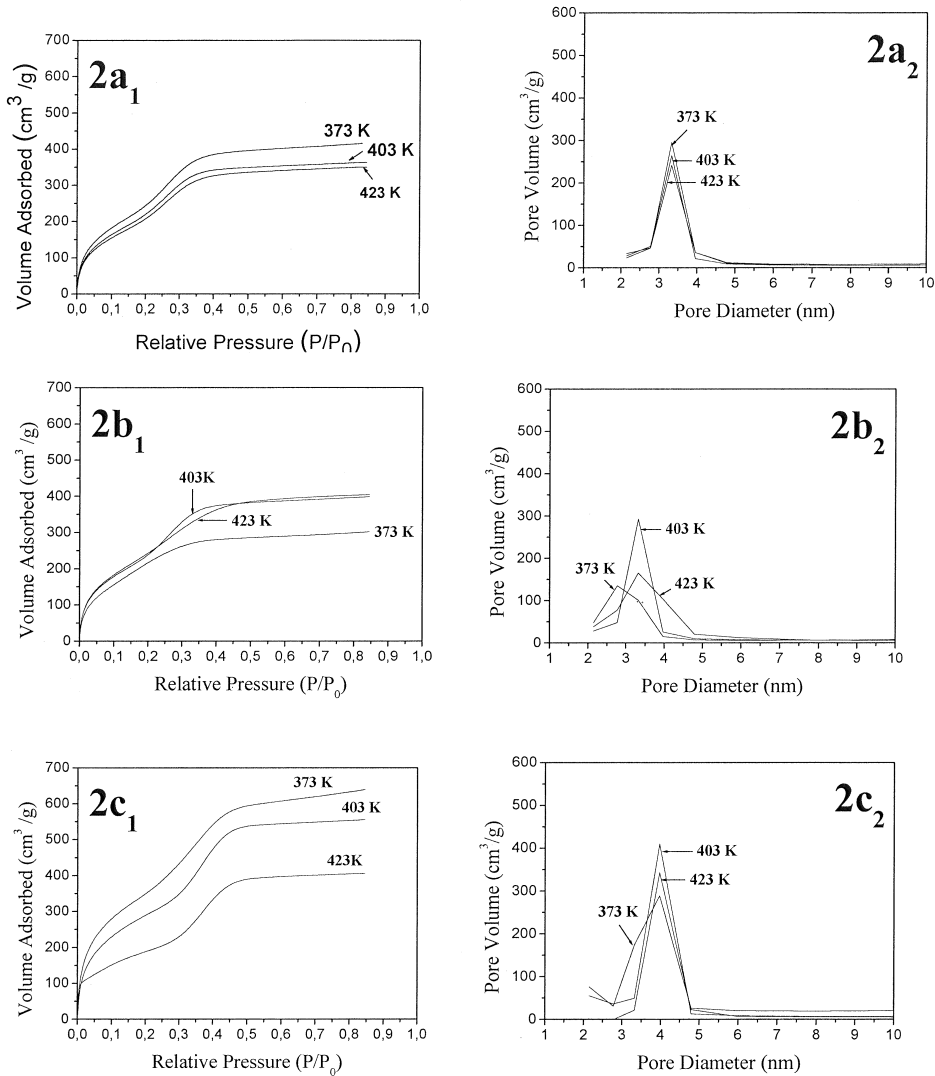 700
600
500
400
300
200
100
0
Volume Adsorbed (cm³ /g)
2a₁
373 K
403 K
423 K
0,0 0,1 0,2 0,3 0,4 0,5 0,6 0,7 0,8 0,9 1,0
Relative Pressure (P/P₀)
600
500
400
300
200
100
0
Pore Volume (cm³/g)
2a₂
373 K
403 K
423 K
1 2 3 4 5 6 7 8 9 10
Pore Diameter (nm)
700
600
500
400
300
200
100
0
Volume Adsorbed (cm³ /g)
2b₁
403K
423 K
373 K
0,0 0,1 0,2 0,3 0,4 0,5 0,6 0,7 0,8 0,9 1,0
Relative Pressure (P/P₀)
600
500
400
300
200
100
0
Pore Volume (cm³/g)
2b₂
403 K
373 K
423 K
1 2 3 4 5 6 7 8 9 10
Pore Diameter (nm)
700
600
500
400
300
200
100
0
Volume Adsorbed (cm³ /g)
2c₁
373 K
403 K
423K
0,0 0,1 0,2 0,3 0,4 0,5 0,6 0,7 0,8 0,9 1,0
Relative Pressure (P/P₀)
600
500
400
300
200
100
0
Pore Volume (cm³/g)
2c₂
403 K
423 K
373 K
1 2 3 4 5 6 7 8 9 10
Pore Diameter (nm)